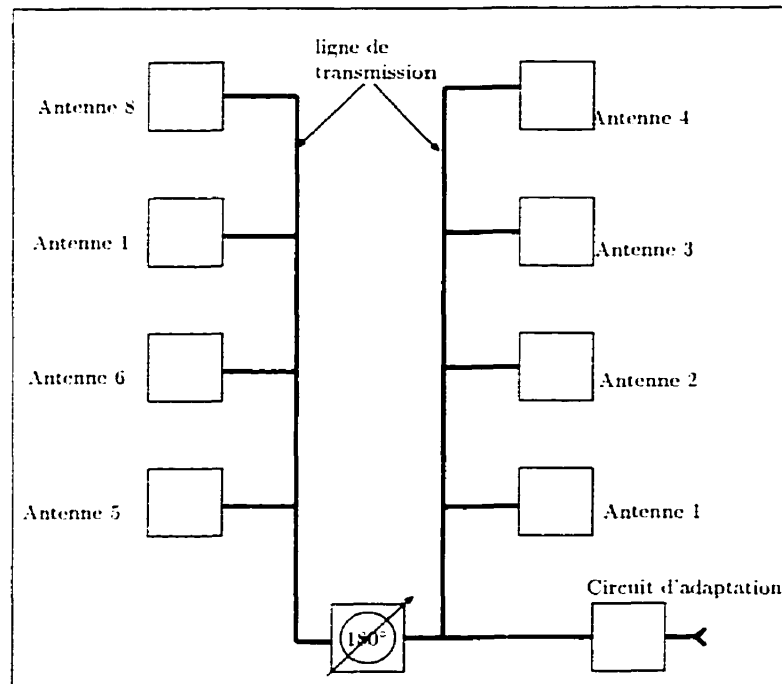 ligne de
transmission
Antenne 8
Antenne 4
Antenne 1
Antenne 3
Antenne 6
Antenne 2
Antenne 5
Antenne 1
Circuit d'adaptation
180°